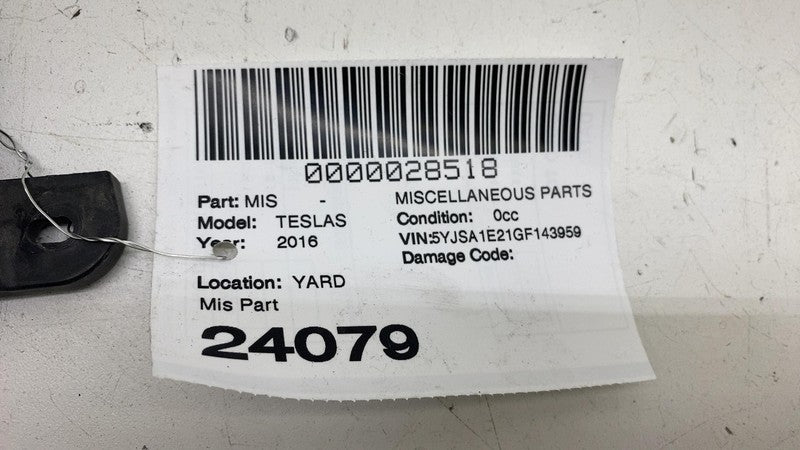 0000028518
Part: MIS - MISCELLANEOUS PARTS
Model: TESLAS Condition: 0cc
Year: 2016 VIN:5YJSA1E21GF143959
Damage Code:
Location: YARD
Mis Part
24079